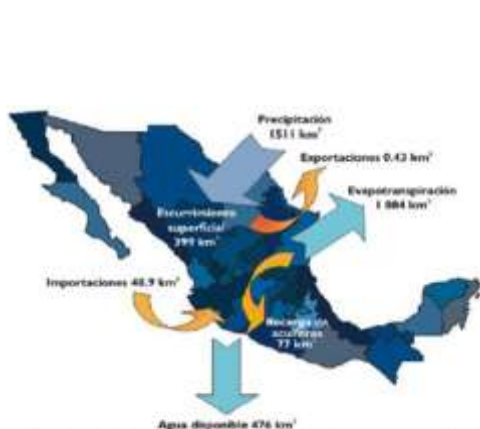 Precipitación
1511 km³
Exportaciones 0.43 km³
Evapotranspiración
1 084 km³
Escurrimiento
superficial
399 km³
Importaciones 48.9 km³
Recarga de
acuíferos
77 km³
Agua disponible 476 km³